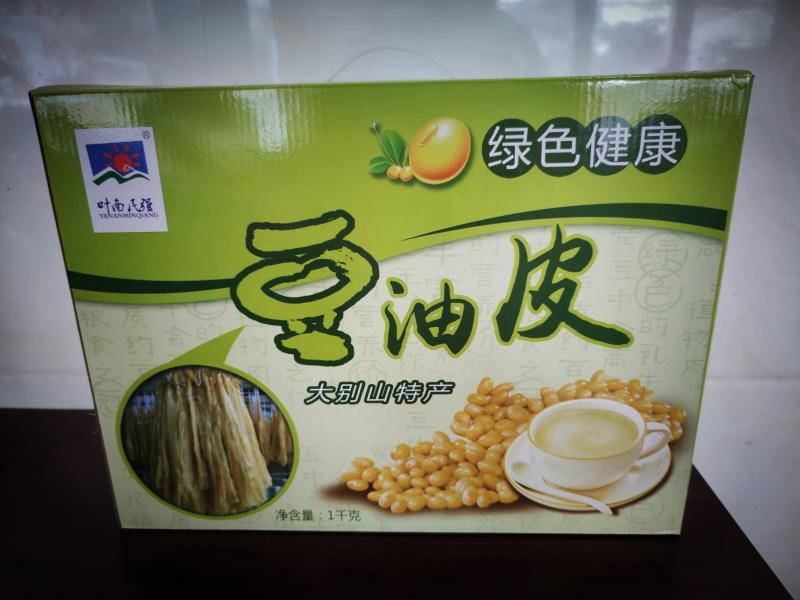 绿色健康
®
叶南民强
YENANMINQIANG
豆油皮
大别山特产
净含量：1千克